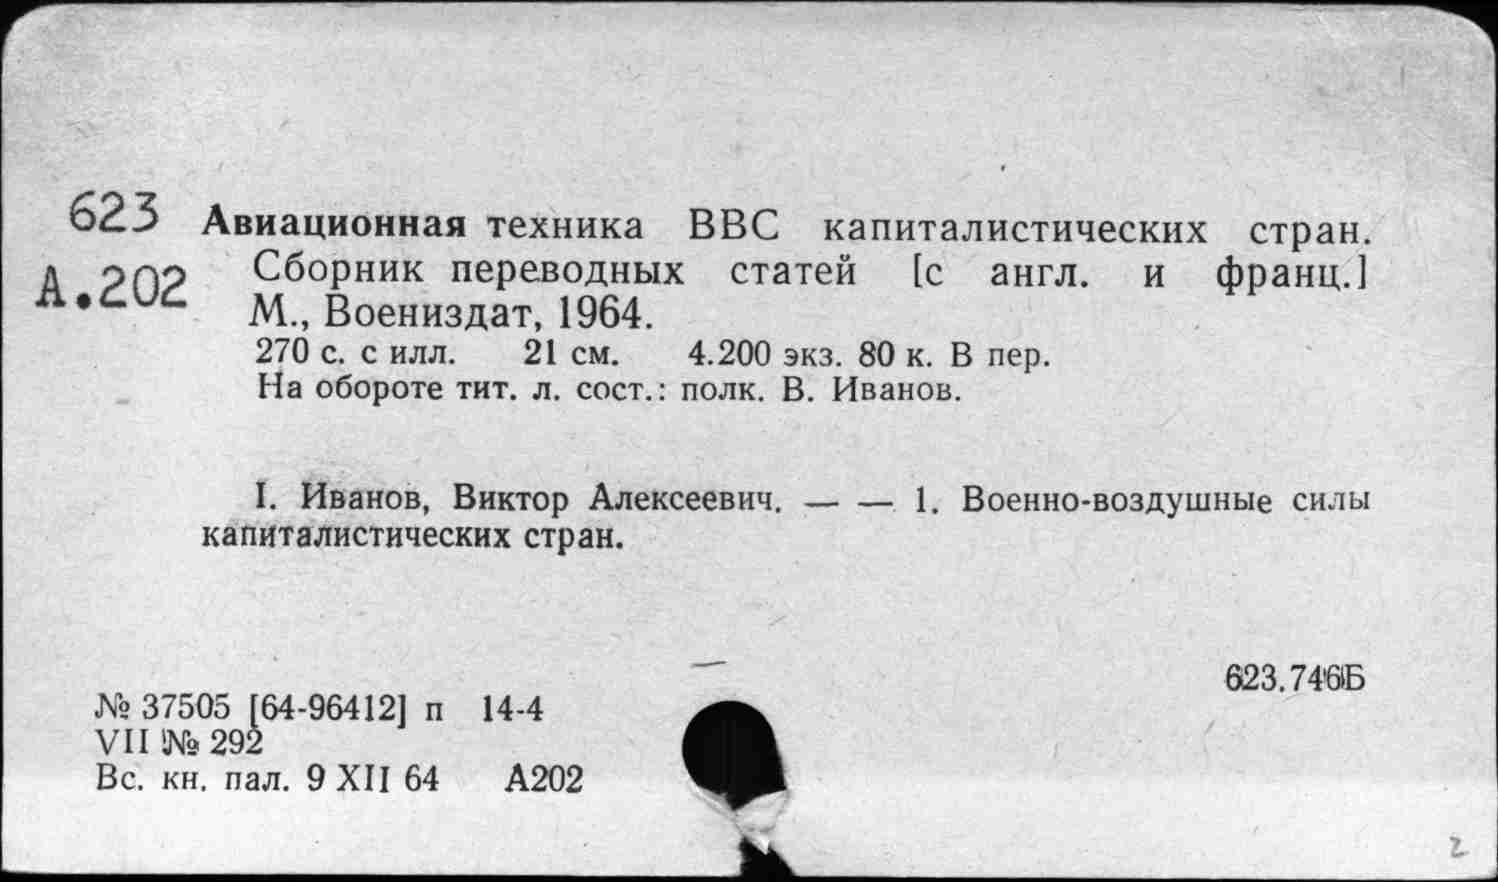 623 Авиационная техника ВВС капиталистических стран.
А.202 Сборник переводных статей [с англ. и франц.]
М., Воениздат, 1964.
270 с. с илл. 21 см. 4.200 экз. 80 к. В пер.
На обороте тит. л. сост.: полк. В. Иванов.
I. Иванов, Виктор Алексеевич. — — 1. Военно-воздушные силы
капиталистических стран.
623.746Б
№ 37505 [64-96412] п 14-4
VII №292
Вс. кн. пал. 9 XII 64 А202
2